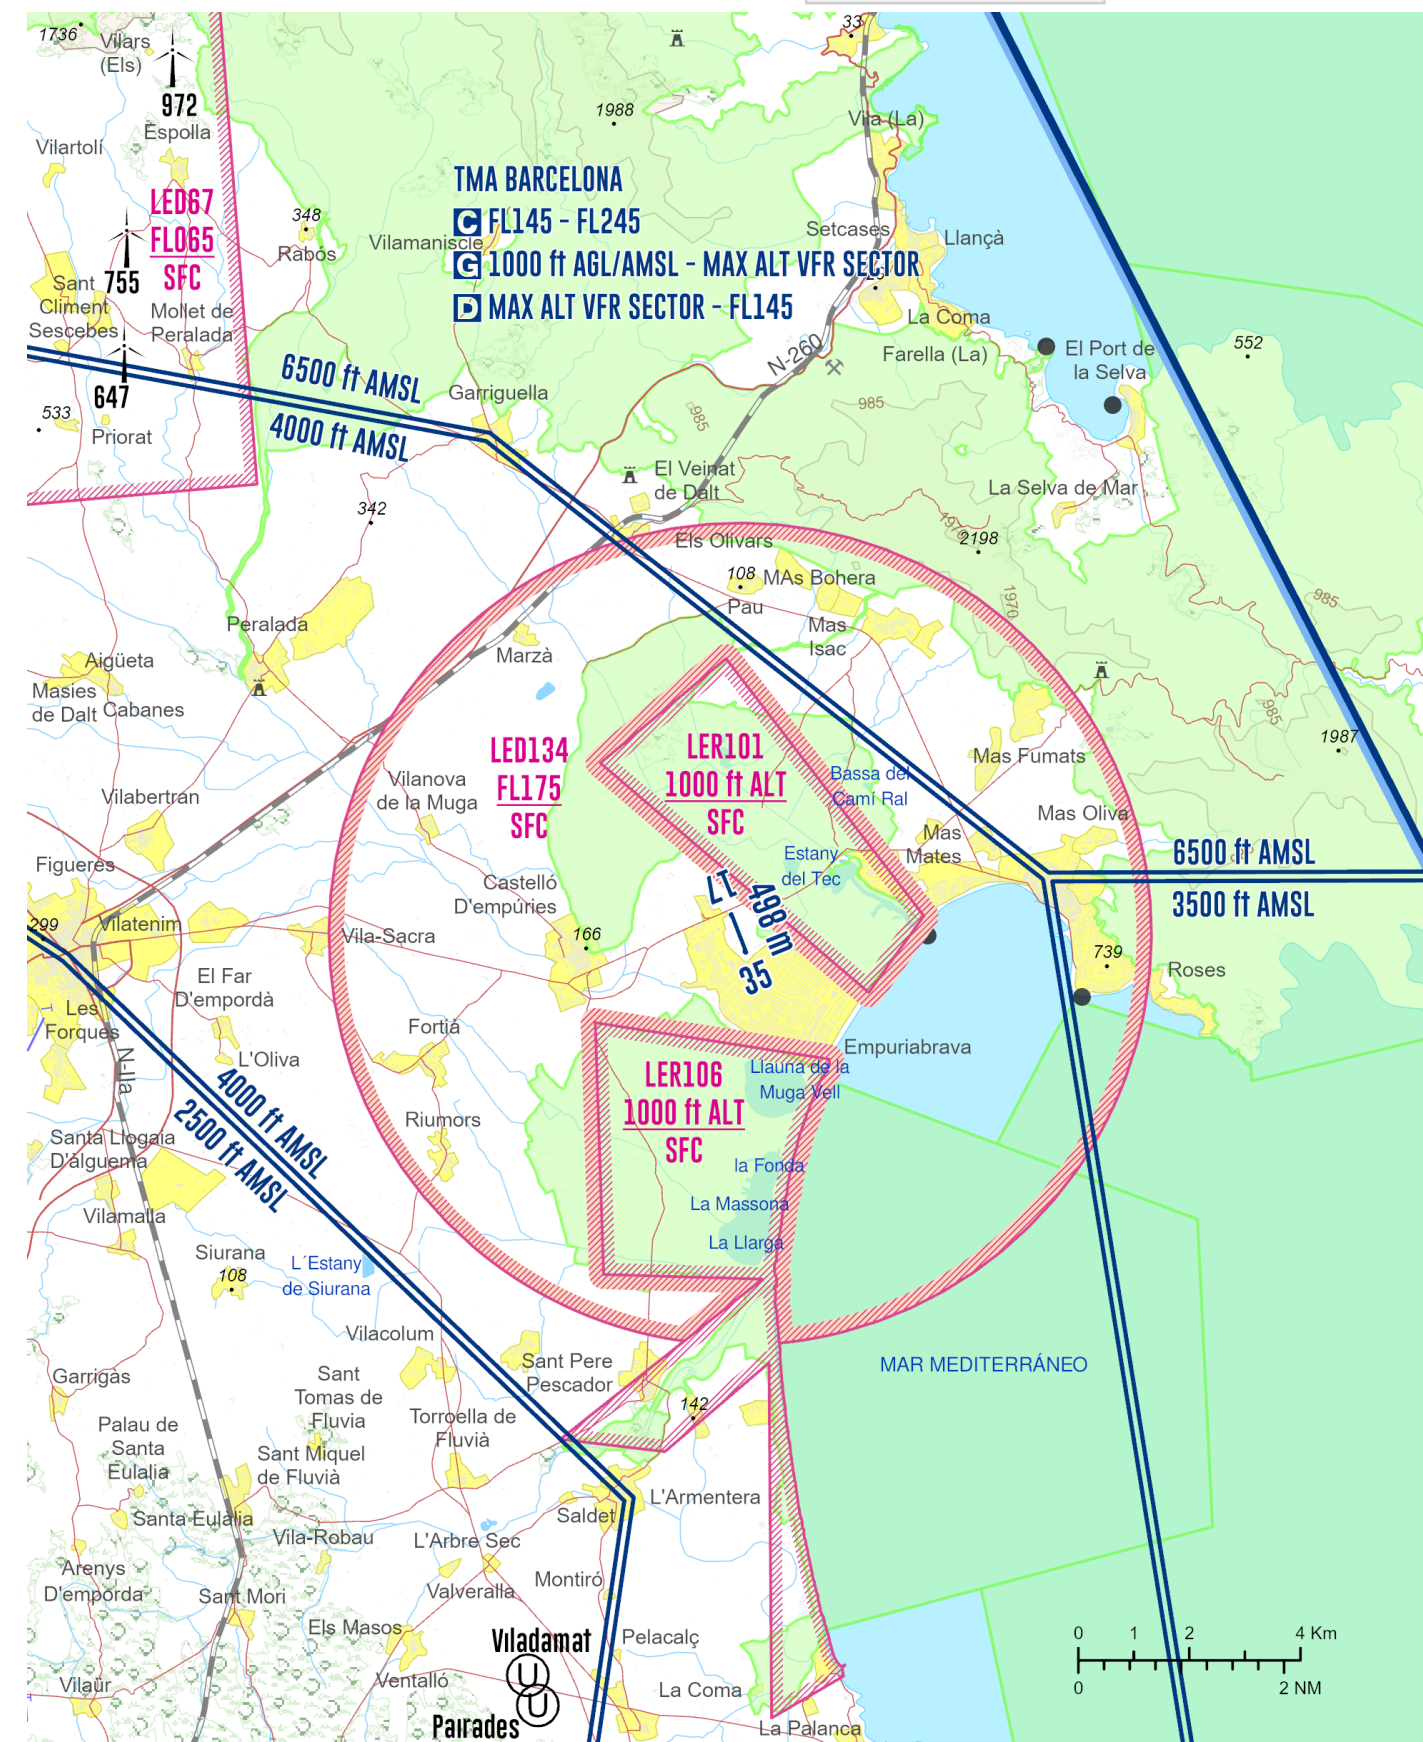 1736
Vilars
(Els)
972
Espolla
Vilartolí
LED67
FL065
SFC
755
Sant
Climent
Sescebes
Mollet de
Peralada
647
533
Priorat
348
Rabós
1988
33
Vilamaniscle
TMA BARCELONA
C FL145 - FL245
G 1000 ft AGL/AMSL - MAX ALT VFR SECTOR
D MAX ALT VFR SECTOR - FL145
Setcases
Llançà
La Coma
Farella (La)
N-260
El Port de
la Selva
552
6500 ft AMSL
4000 ft AMSL
Garriguella
985
985
El Veinat
de Dalt
La Selva de Mar
342
1970
2198
Els Olivars
108
MAs Bohera
Pau
Mas
Isac
1970
985
Peralada
Marzà
Aigüeta
Masies
de Dalt
Cabanes
985
1987
LED134
FL175
SFC
LER101
1000 ft ALT
SFC
Bassa del
Camí Ral
Mas Fumats
Vilanova
de la Muga
Vilabertran
Mas Oliva
Mas
Mates
6500 ft AMSL
3500 ft AMSL
Figueres
Estany
del Tec
Castelló
D'empúries
17
498 m
35
299
Vilatenim
Vila-Sacra
166
739
Roses
El Far
D'empordà
Les
Forques
Fortià
Empuriabrava
L'Oliva
N-IIa
LER106
1000 ft ALT
SFC
Llauna de la
Muga Vell
4000 ft AMSL
2500 ft AMSL
Riumors
Santa Llogaia
D'àlguema
la Fonda
La Massona
La Llarga
Vilamalla
Siurana
108
L´Estany
de Siurana
Vilacolum
MAR MEDITERRÁNEO
Garrigàs
Sant
Tomas de
Fluvia
Sant Pere
Pescador
142
Palau de
Santa
Eulalia
Torroella de
Fluvià
Sant Miquel
de Fluvià
L'Armentera
Saldet
Santa Eulàlia
Vila-Robau
L'Arbre Sec
Arenys
D'emporda
Sant Mori
Valveralla
Montiró
Els Masos
Viladamat
U
Pelacalç
Ventalló
Vilaür
La Coma
U
Pairades
La Palanca
0 1 2 4 Km
0 2 NM